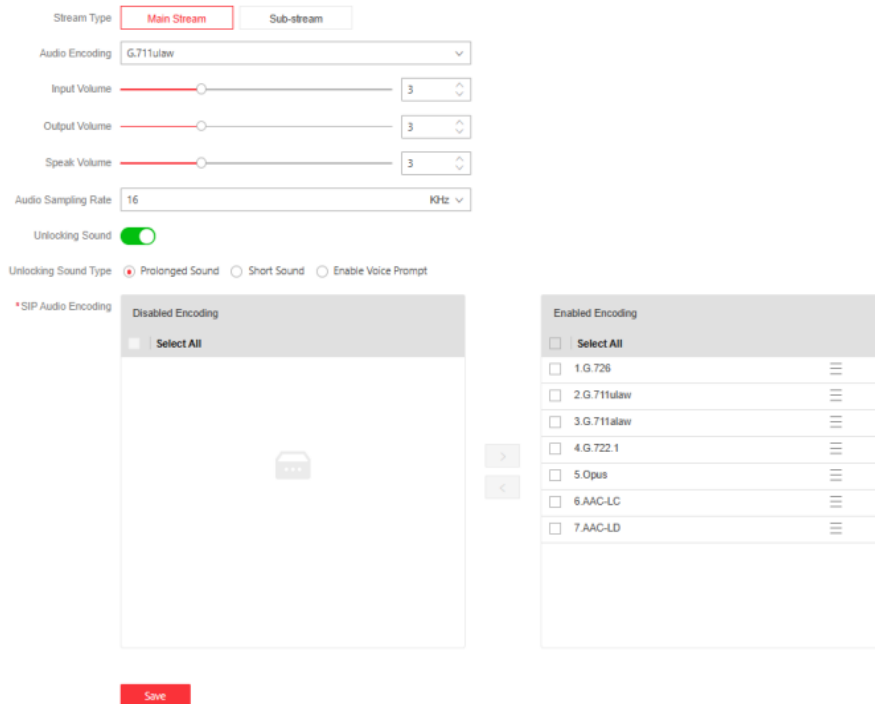 Stream Type Main Stream Sub-stream
Audio Encoding G.711ulaw
Input Volume 3
Output Volume 3
Speak Volume 3
Audio Sampling Rate 16 KHz
Unlocking Sound
Unlocking Sound Type Prolonged Sound Short Sound Enable Voice Prompt
*SIP Audio Encoding
Disabled Encoding
Select All
Enabled Encoding
Select All
1.G.726
2.G.711ulaw
3.G.711alaw
4.G.722.1
5.Opus
6.AAC-LC
7.AAC-LD
>
<
Save